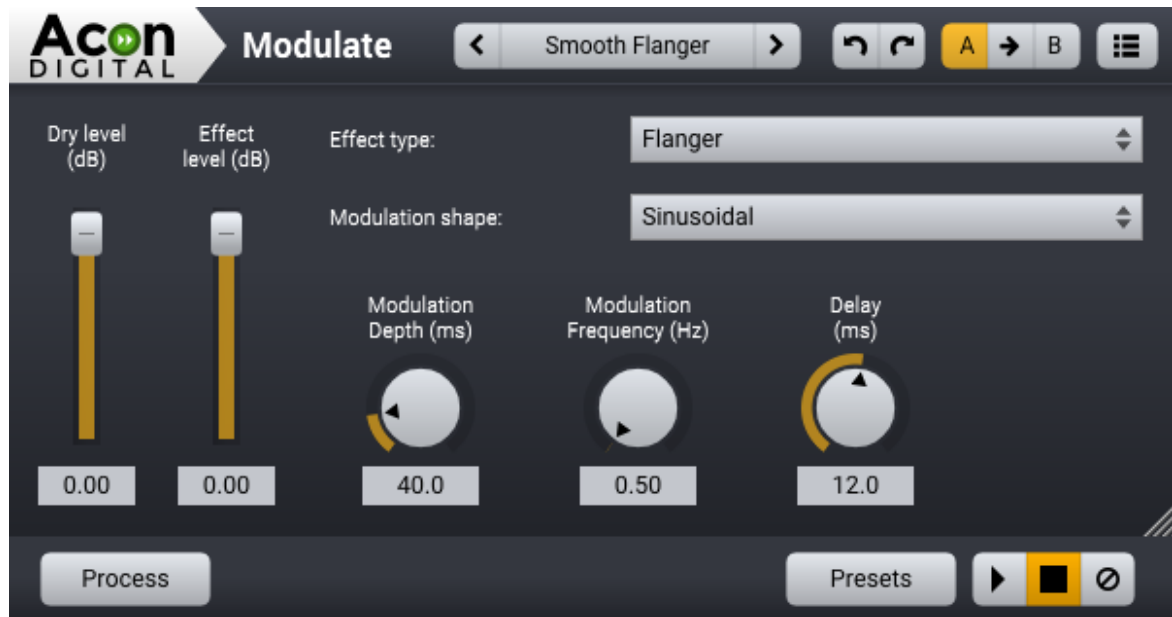 Acon
DIGITAL
Modulate
Smooth Flanger
A
B
Dry level
(dB)
Effect
level (dB)
Effect type:
Flanger
Modulation shape:
Sinusoidal
Modulation
Depth (ms)
Modulation
Frequency (Hz)
Delay
(ms)
0.00
0.00
40.0
0.50
12.0
Process
Presets